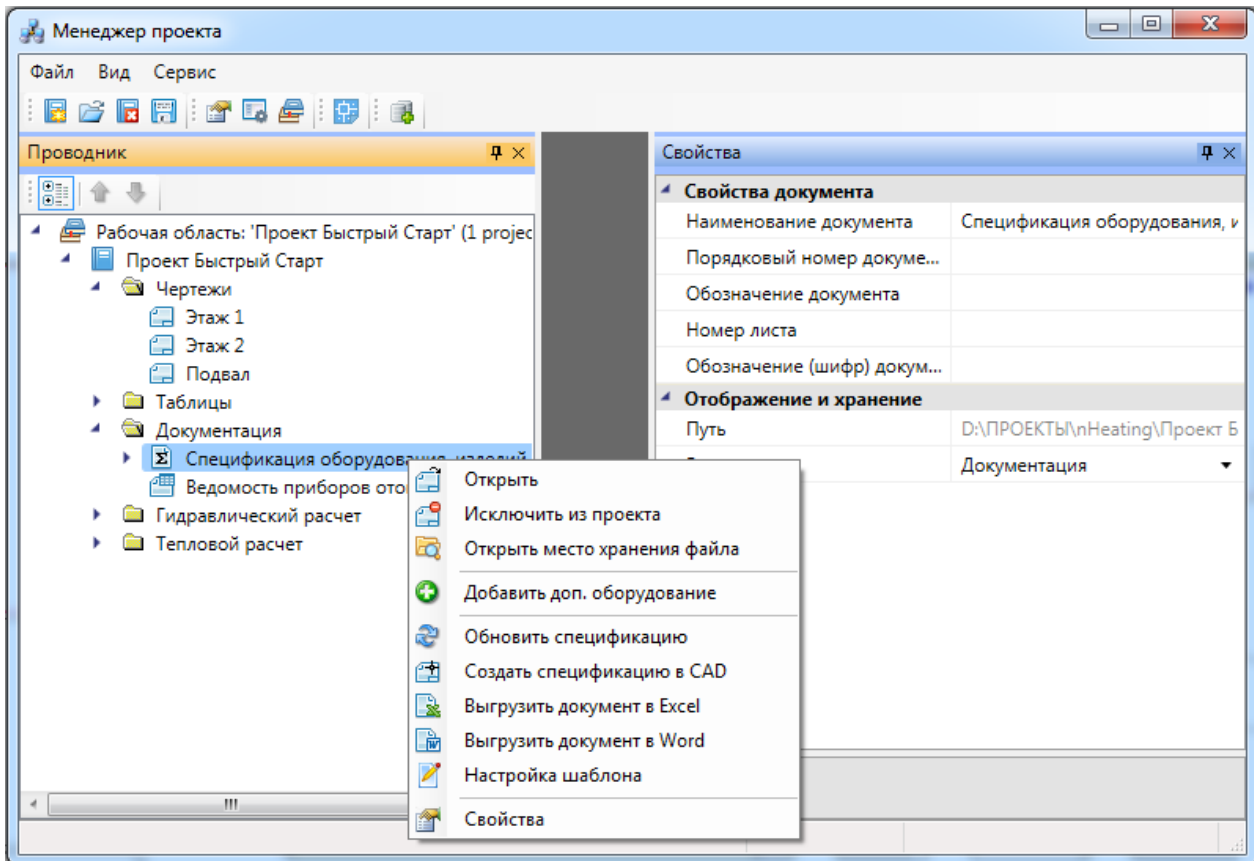 Менеджер проекта
Файл Вид Сервис
Проводник
Рабочая область: 'Проект Быстрый Старт' (1 projec
Проект Быстрый Старт
Чертежи
Этаж 1
Этаж 2
Подвал
Таблицы
Документация
Спецификация оборудования, изделий
Ведомость приборов
Гидравлический расчет
Тепловой расчет
Открыть
Исключить из проекта
Открыть место хранения файла
Добавить доп. оборудование
Обновить спецификацию
Создать спецификацию в CAD
Выгрузить документ в Excel
Выгрузить документ в Word
Настройка шаблона
Свойства
Свойства
Свойства документа
Наименование документа Спецификация оборудования, и
Порядковый номер докуме...
Обозначение документа
Номер листа
Обозначение (шифр) докум...
Отображение и хранение
Путь D:\ПРОЕКТЫ\nHeating\Проект Б
Документация